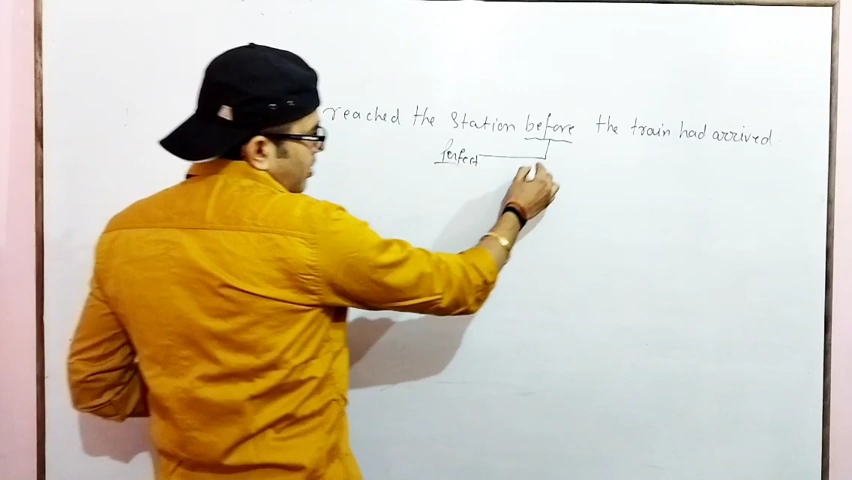 reached the station before the train had arrived
Perfect